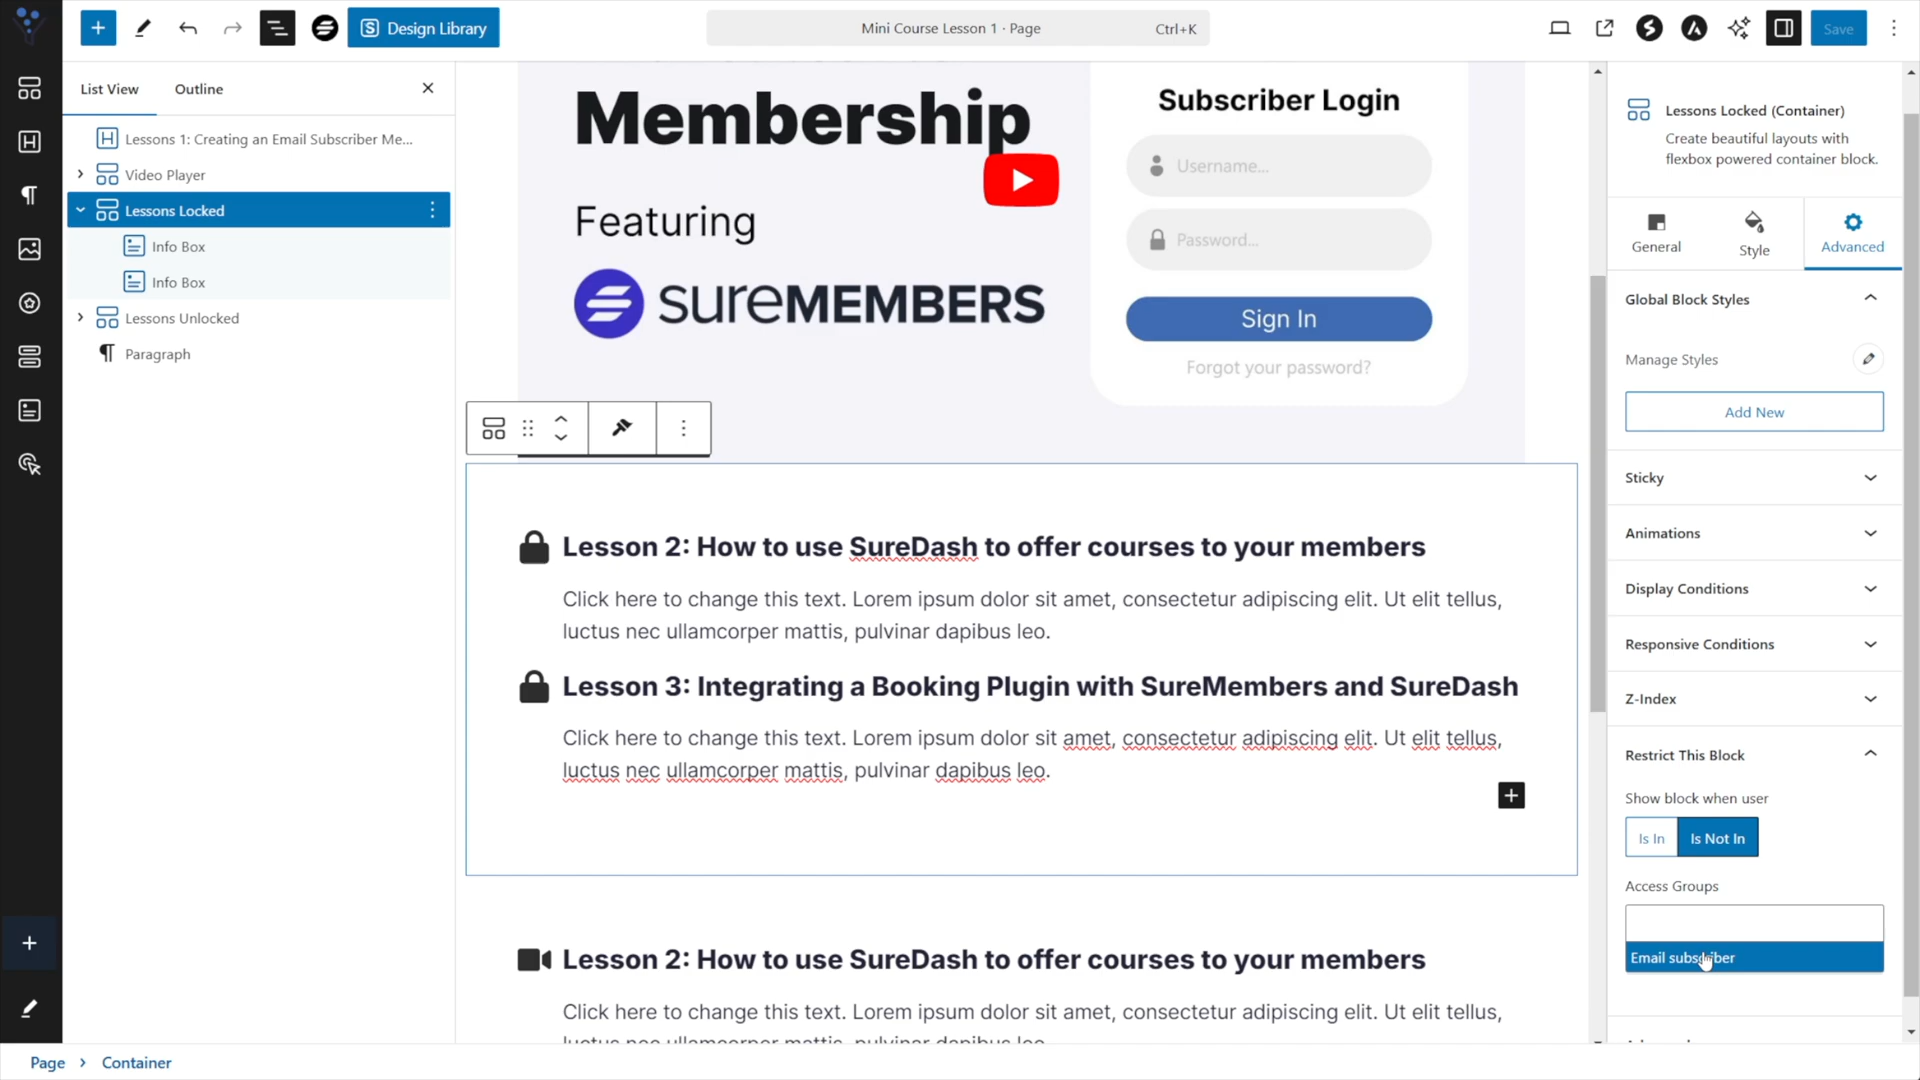 Design Library
Mini Course Lesson 1 · Page
Ctrl+K
Save
List View
Outline
Lessons 1: Creating an Email Subscriber Me...
Video Player
Lessons Locked
Info Box
Info Box
Lessons Unlocked
Paragraph
Membership
Featuring
sureMEMBERS
Subscriber Login
Username...
Password...
Sign In
Forgot your password?
Lesson 2: How to use SureDash to offer courses to your members
Click here to change this text. Lorem ipsum dolor sit amet, consectetur adipiscing elit. Ut elit tellus,
luctus nec ullamcorper mattis, pulvinar dapibus leo.
Lesson 3: Integrating a Booking Plugin with SureMembers and SureDash
Click here to change this text. Lorem ipsum dolor sit amet, consectetur adipiscing elit. Ut elit tellus,
luctus nec ullamcorper mattis, pulvinar dapibus leo.
Lesson 2: How to use SureDash to offer courses to your members
Click here to change this text. Lorem ipsum dolor sit amet, consectetur adipiscing elit. Ut elit tellus,
luctus nec ullamcorper mattis, pulvinar dapibus leo.
Lessons Locked (Container)
Create beautiful layouts with
flexbox powered container block.
General
Style
Advanced
Global Block Styles
Manage Styles
Add New
Sticky
Animations
Display Conditions
Responsive Conditions
Z-Index
Restrict This Block
Show block when user
Is In
Is Not In
Access Groups
Email subscriber
Page
Container